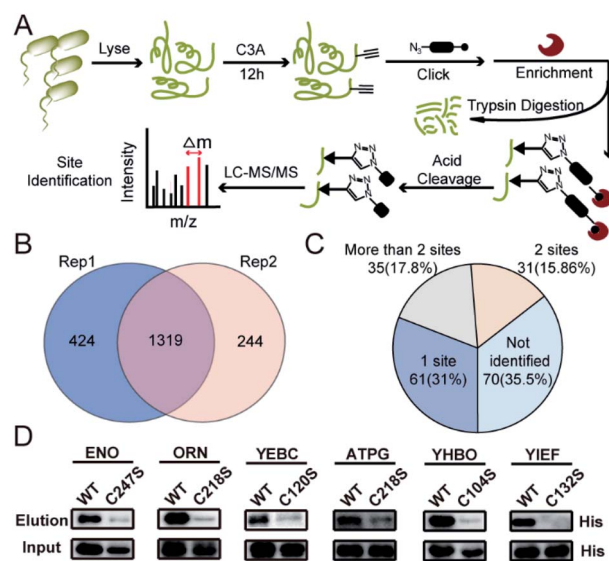 A
Lyse
C3A
12h
N3
Click
Enrichment
Trypsin Digestion
Site
Identification
Intensity
Δm
m/z
LC-MS/MS
Acid
Cleavage
N=N
N
N=N
N
N=N
N
N=N
N
B
Rep1
Rep2
424
1319
244
C
More than 2 sites
35(17.8%)
2 sites
31(15.86%)
1 site
61(31%)
Not
identified
70(35.5%)
D
ENO ORN YEBC ATPG YHBO YIEF
WT C247S WT C218S WT C120S WT C218S WT C104S WT C132S
Elution His
Input His